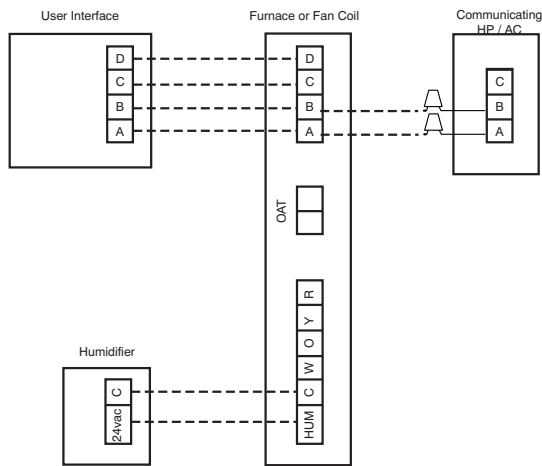 User Interface
Furnace or Fan Coil
Communicating
HP / AC
D
C
B
A
D
C
B
A
C
B
A
OAT
R
Y
O
W
C
HUM
Humidifier
C
24vac